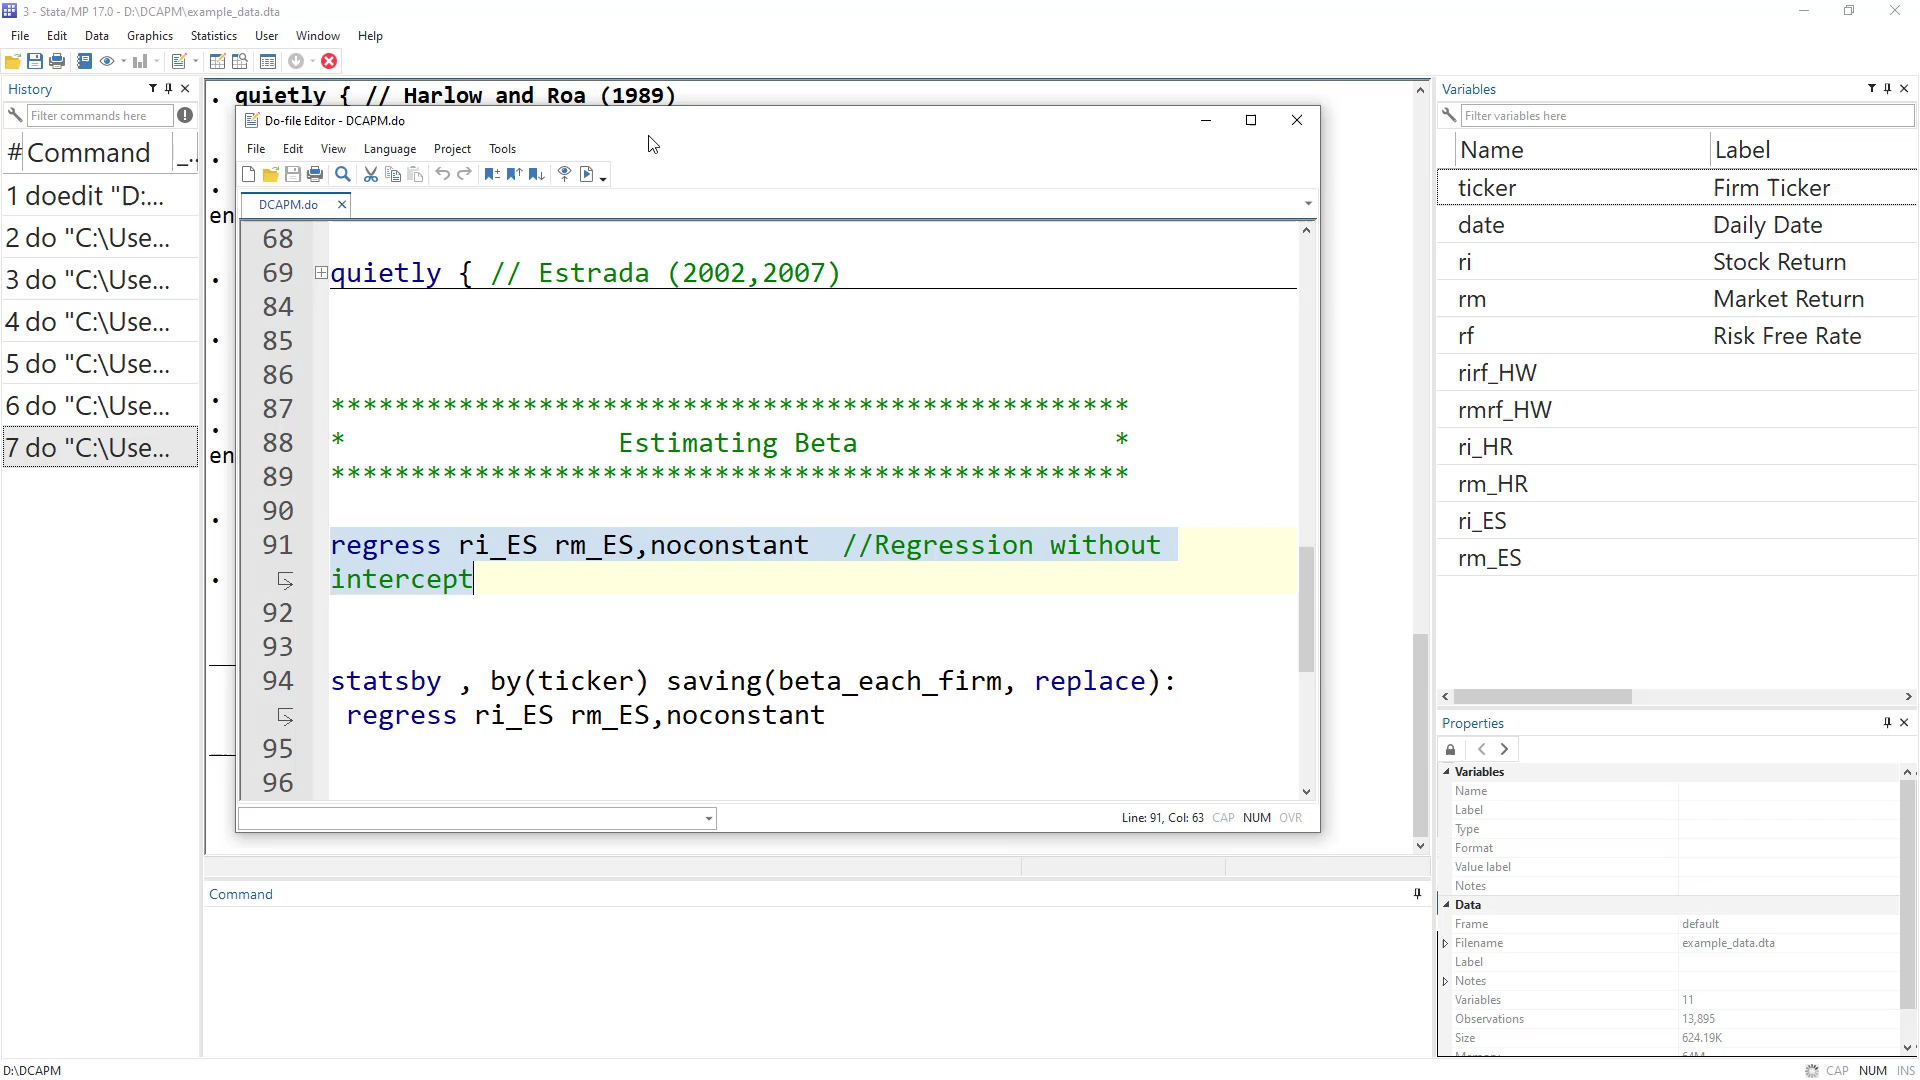 3 - Stata/MP 17.0 - D:\DCAPM\example_data.dta
File Edit Data Graphics Statistics User Window Help
History
Filter commands here
# Command _..
1 doedit "D:...
2 do "C:\Use...
3 do "C:\Use...
4 do "C:\Use...
5 do "C:\Use...
6 do "C:\Use...
7 do "C:\Use...
. quietly { // Harlow and Roa (1989)
en
en
Do-file Editor - DCAPM.do
File Edit View Language Project Tools
DCAPM.do
68
69 quietly { // Estrada (2002,2007)
84
85
86
87 **************************************************
88 * Estimating Beta *
89 **************************************************
90
91 regress ri_ES rm_ES,noconstant //Regression without
intercept
92
93
94 statsby , by(ticker) saving(beta_each_firm, replace):
regress ri_ES rm_ES,noconstant
95
96
Line: 91, Col: 63 CAP NUM OVR
Command
Variables
Filter variables here
Name Label
ticker Firm Ticker
date Daily Date
ri Stock Return
rm Market Return
rf Risk Free Rate
rirf_HW
rmrf_HW
ri_HR
rm_HR
ri_ES
rm_ES
Properties
Variables
Name
Label
Type
Format
Value label
Notes
Data
Frame default
Filename example_data.dta
Label
Notes
Variables 11
Observations 13,895
Size 624.19K
Memory 64M
D:\DCAPM
CAP NUM INS